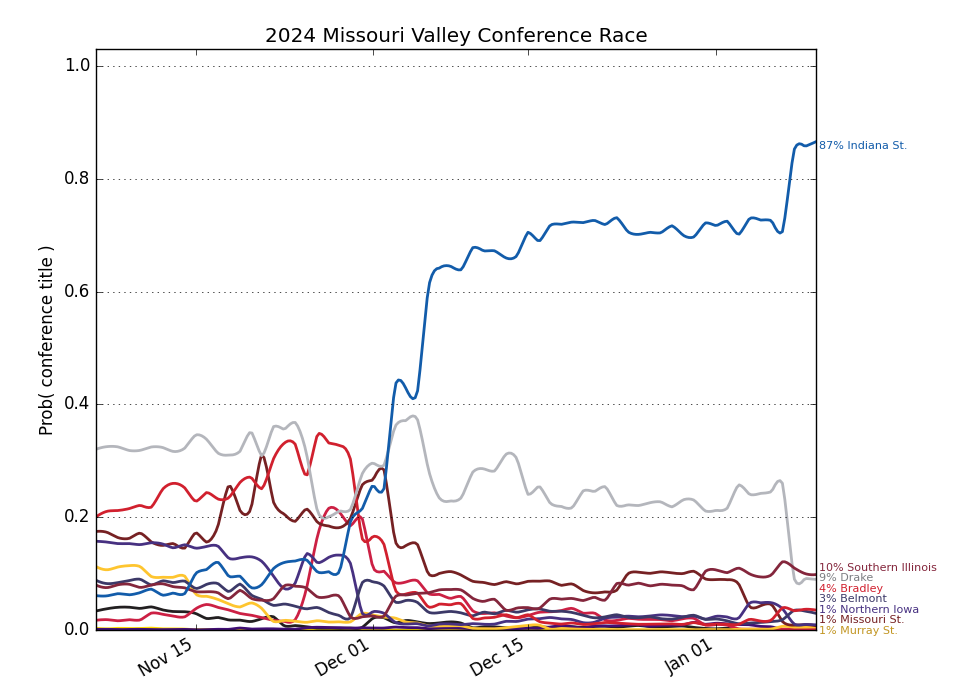 2024 Missouri Valley Conference Race
Prob( conference title )
1.0
0.8
0.6
0.4
0.2
0.0
Nov 15
Dec 01
Dec 15
Jan 01
87% Indiana St.
10% Southern Illinois
9% Drake
4% Bradley
3% Belmont
1% Northern Iowa
1% Missouri St.
1% Murray St.